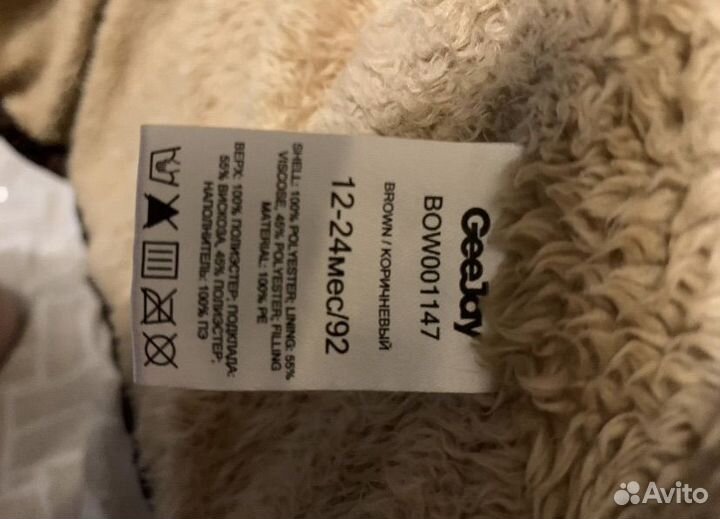 GeeJay
BOW001147
BROWN / КОРИЧНЕВЫЙ
12-24мес/92
SHELL: 100% POLYESTER; LINING: 55%
VISCOSE, 45% POLYESTER; FILLING
MATERIAL: 100% PE
ВЕРХ: 100% ПОЛИЭСТЕР; ПОДКЛАДА:
55% ВИСКОЗА, 45% ПОЛИЭСТЕР;
НАПОЛНИТЕЛЬ: 100% ПЭ
Avito